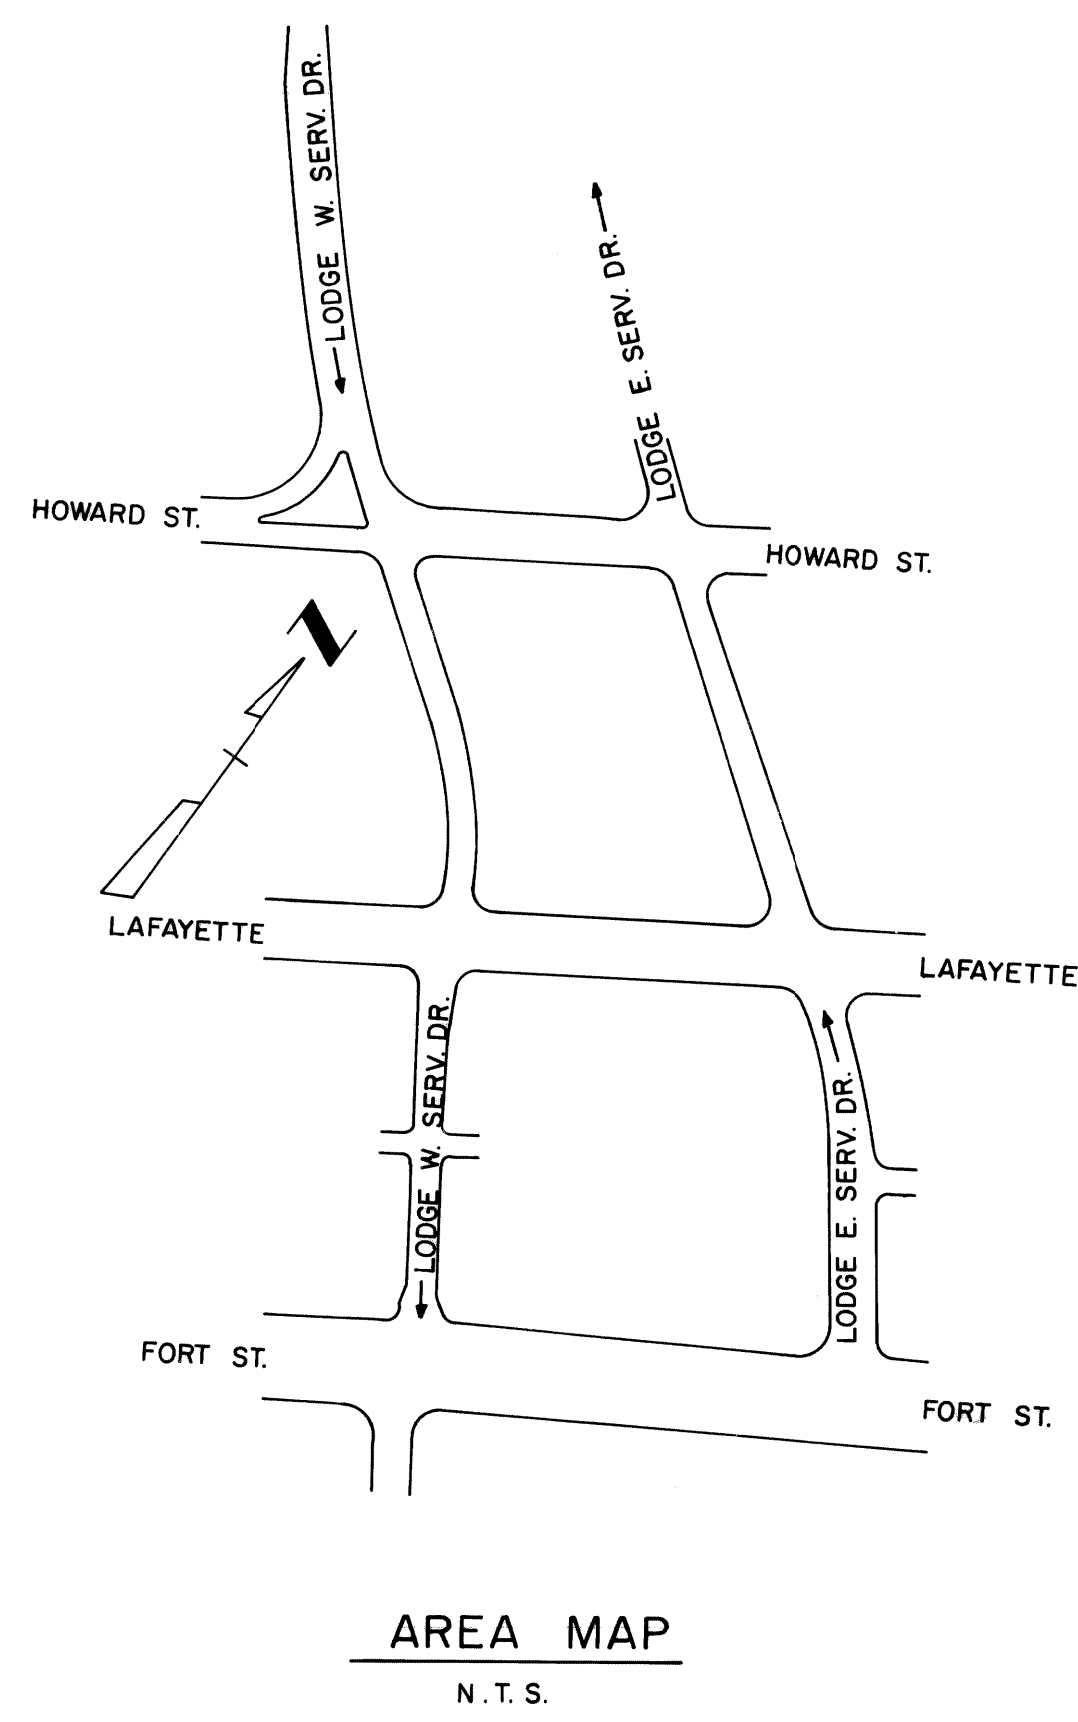 LODGE W. SERV. DR.
LODGE E. SERV. DR.
HOWARD ST.
HOWARD ST.
N
LAFAYETTE
LAFAYETTE
LODGE W. SERV. DR.
LODGE E. SERV. DR.
FORT ST.
FORT ST.
AREA MAP
N.T.S.